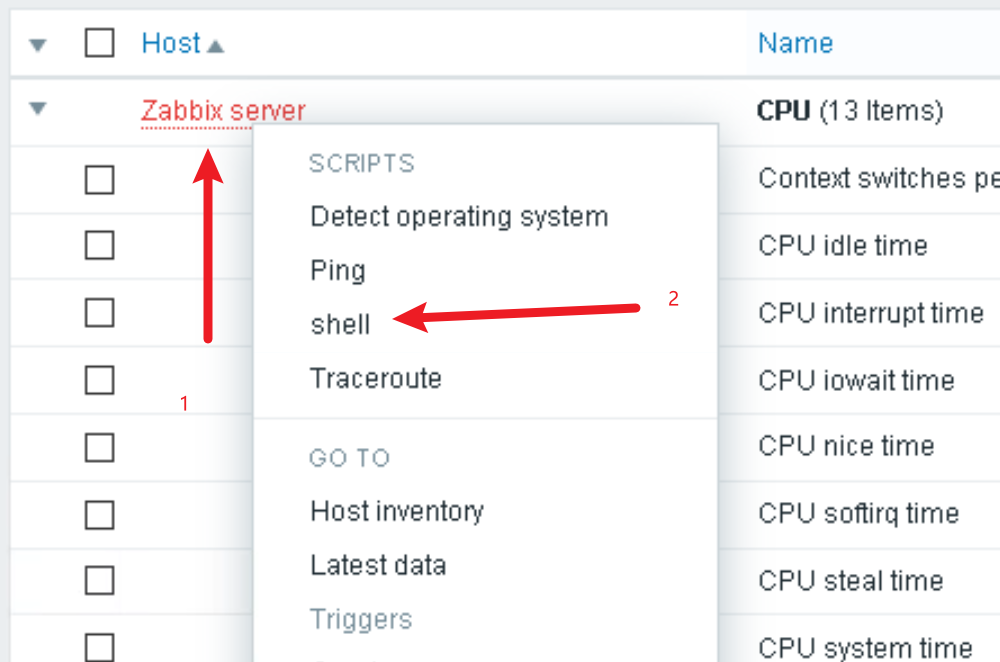 Host Name
Zabbix server CPU (13 Items)
SCRIPTS
Context switches pe
Detect operating system
CPU idle time
Ping
2
CPU interrupt time
shell
Traceroute
CPU iowait time
1
CPU nice time
GO TO
Host inventory
CPU softirq time
Latest data
CPU steal time
Triggers
CPU system time